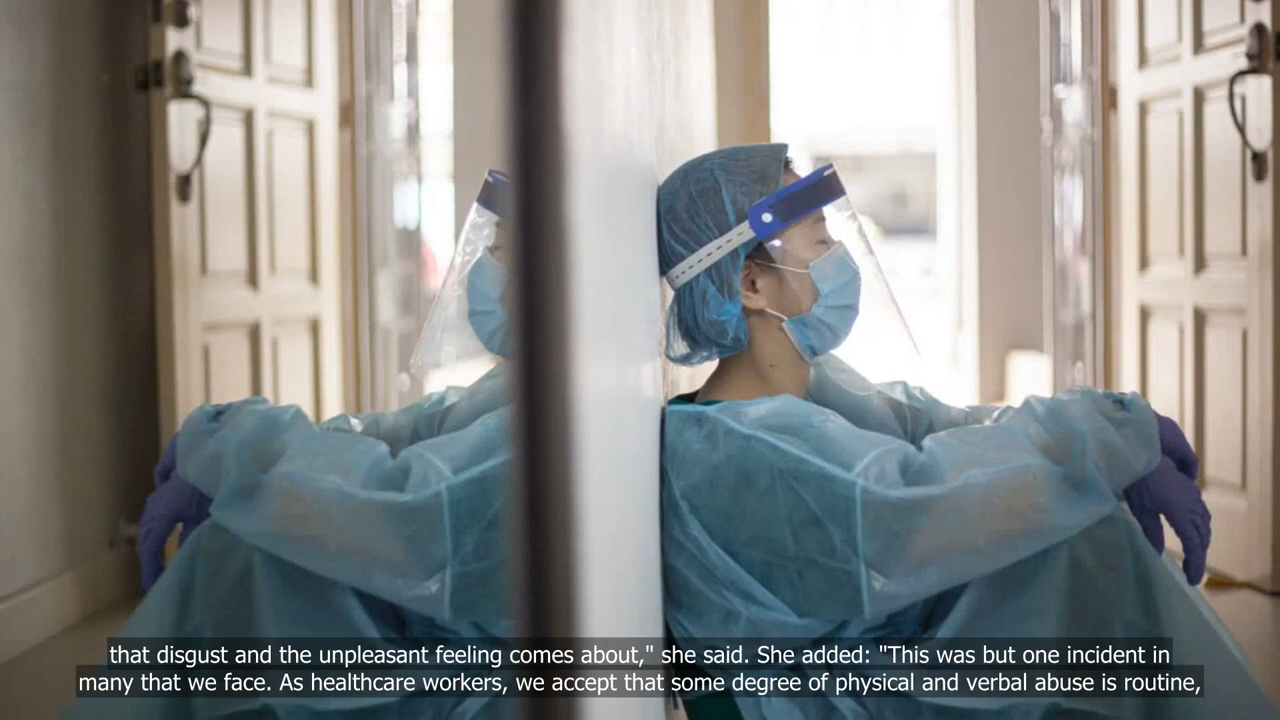 that disgust and the unpleasant feeling comes about," she said. She added: "This was but one incident in
many that we face. As healthcare workers, we accept that some degree of physical and verbal abuse is routine,